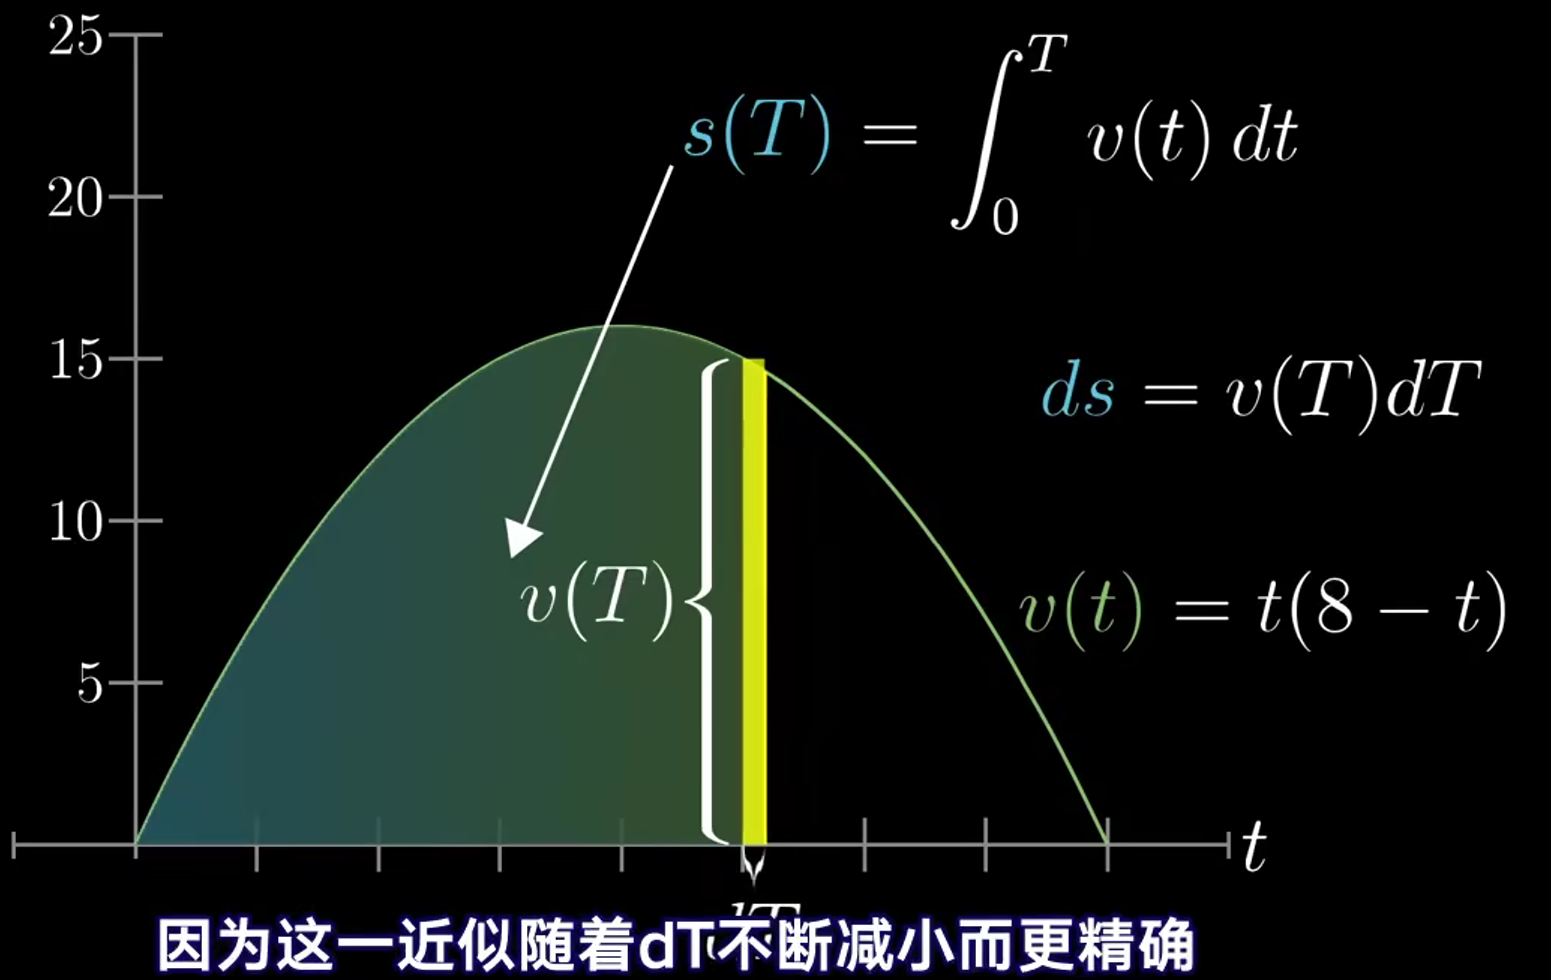 25
20
15
10
5
s(T) = ∫₀ᵀ v(t) dt
ds = v(T)dT
v(T)
v(t) = t(8 − t)
t
dT
因为这一近似随着dT不断减小而更精确